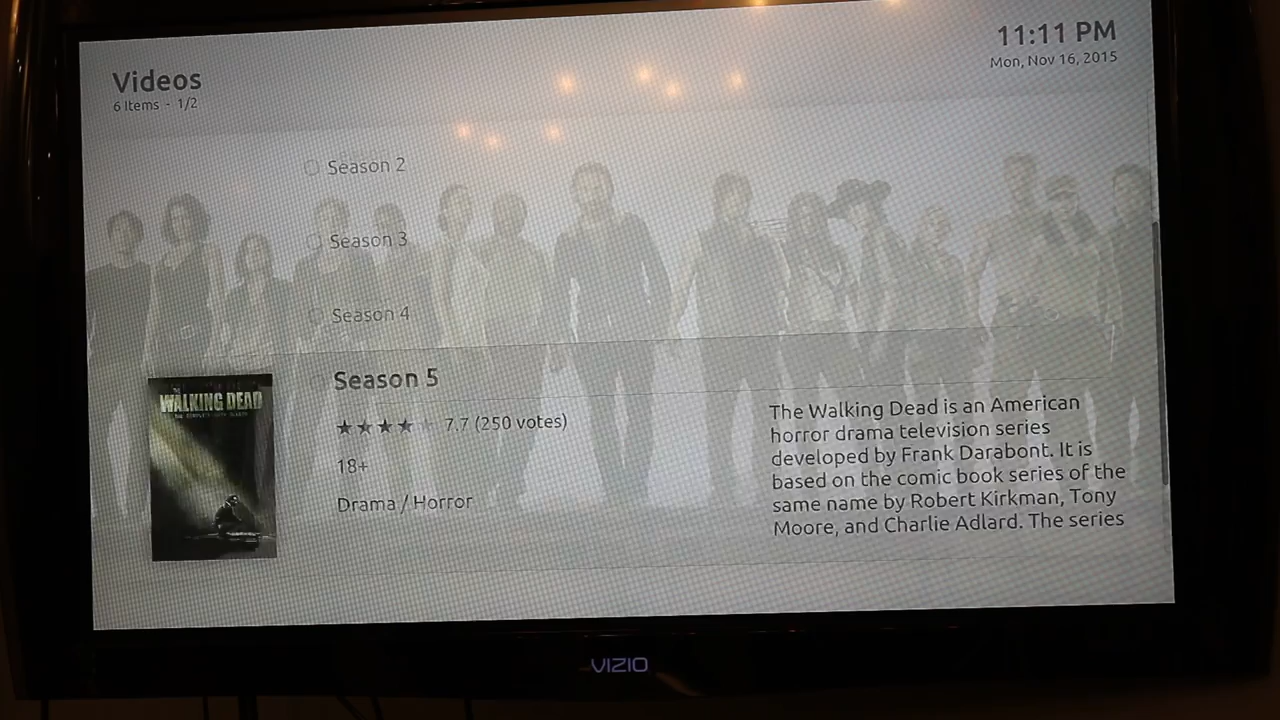 Videos
6 Items - 1/2
11:11 PM
Mon, Nov 16, 2015
Season 2
Season 3
Season 4
Season 5
7.7 (250 votes)
18+
Drama / Horror
THE
WALKING DEAD
The Walking Dead is an American
horror drama television series
developed by Frank Darabont. It is
based on the comic book series of the
same name by Robert Kirkman, Tony
Moore, and Charlie Adlard. The series
VIZIO